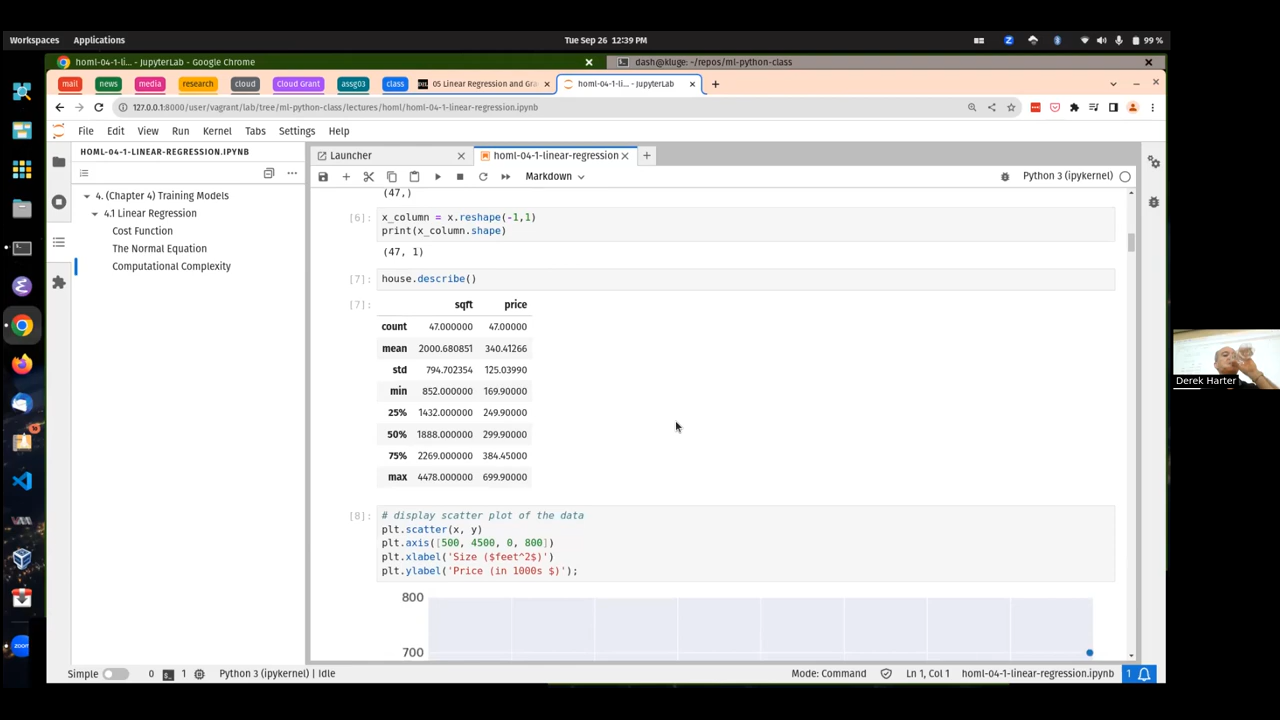 Workspaces Applications Tue Sep 26 12:39 PM 99 %
homl-04-1-li... - JupyterLab - Google Chrome dash@kluge: ~/repos/ml-python-class
mail news media research cloud Cloud Grant assg03 class 05 Linear Regression and Gra homl-04-1-li... - JupyterLab
127.0.0.1:8000/user/vagrant/lab/tree/ml-python-class/lectures/homl/homl-04-1-linear-regression.ipynb
File Edit View Run Kernel Tabs Settings Help
HOML-04-1-LINEAR-REGRESSION.IPYNB
Launcher homl-04-1-linear-regression
Markdown Python 3 (ipykernel)
4. (Chapter 4) Training Models
4.1 Linear Regression
Cost Function
The Normal Equation
Computational Complexity
(47,)
[6]: x_column = x.reshape(-1,1)
print(x_column.shape)
(47, 1)
[7]: house.describe()
[7]: sqft price
count 47.000000 47.00000
mean 2000.680851 340.41266
std 794.702354 125.03990
min 852.000000 169.90000
25% 1432.000000 249.90000
50% 1888.000000 299.90000
75% 2269.000000 384.45000
max 4478.000000 699.90000
[8]: # display scatter plot of the data
plt.scatter(x, y)
plt.axis([500, 4500, 0, 800])
plt.xlabel('Size ($feet^2$)')
plt.ylabel('Price (in 1000s $)');
800
700
Derek Harter
Simple 0 1 Python 3 (ipykernel) | Idle Mode: Command Ln 1, Col 1 homl-04-1-linear-regression.ipynb 1
zoom